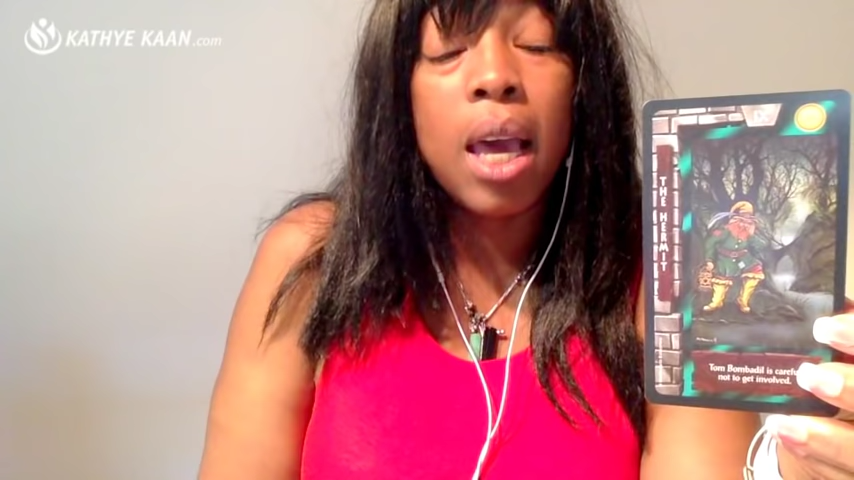 KATHYE KAAN.com
THE HERMIT
Tom Bombadil is careful
not to get involved.